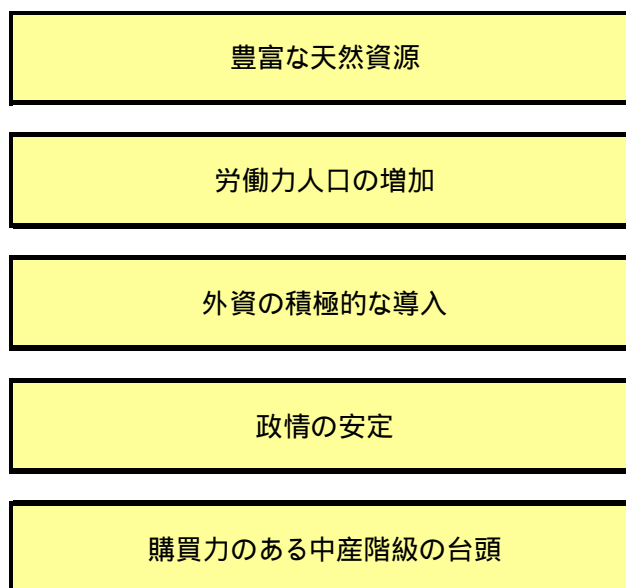 豊富な天然資源
労働力人口の増加
外資の積極的な導入
政情の安定
購買力のある中産階級の台頭